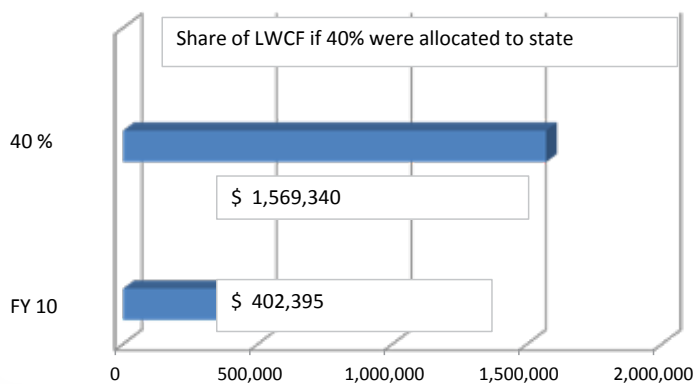 Share of LWCF if 40% were allocated to state
40 %
$ 1,569,340
$ 402,395
FY 10
0 500,000 1,000,000 1,500,000 2,000,000